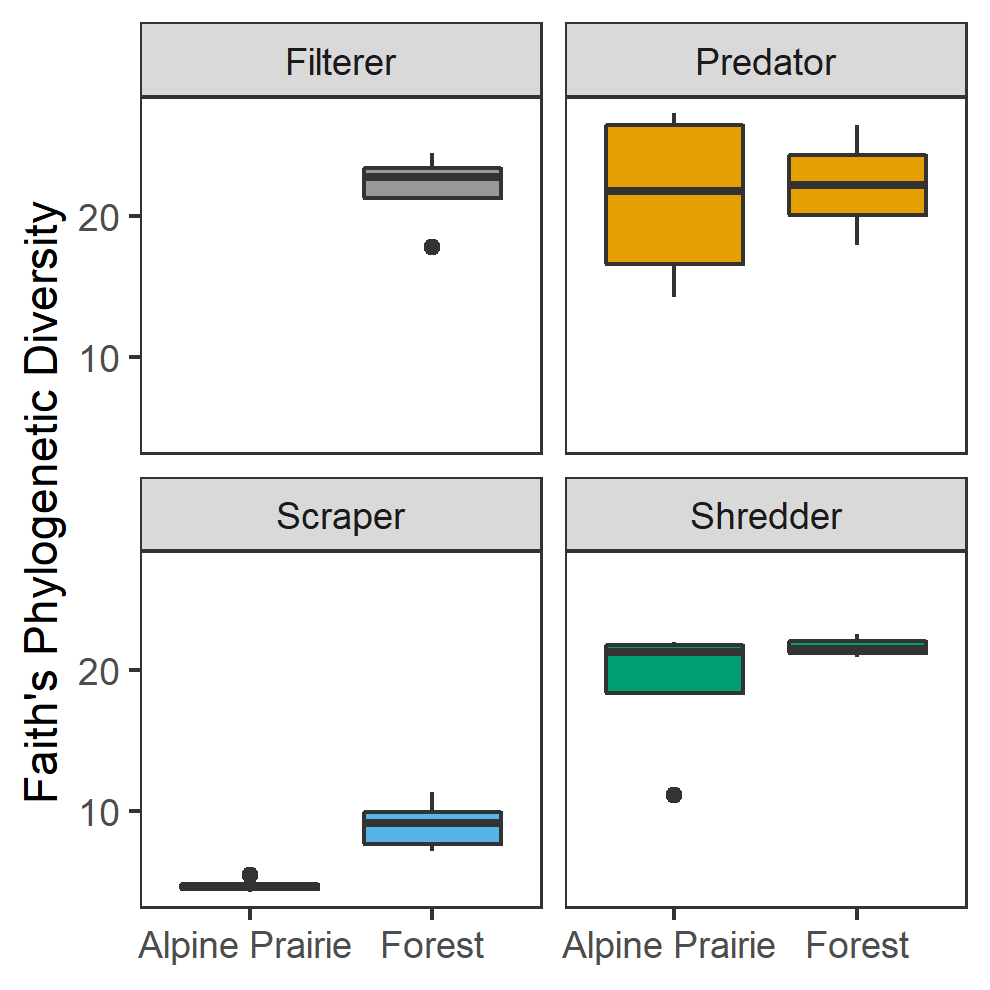 Filterer
Predator
Faith's Phylogenetic Diversity
20
10
Scraper
Shredder
20
10
Alpine Prairie
Forest
Alpine Prairie
Forest